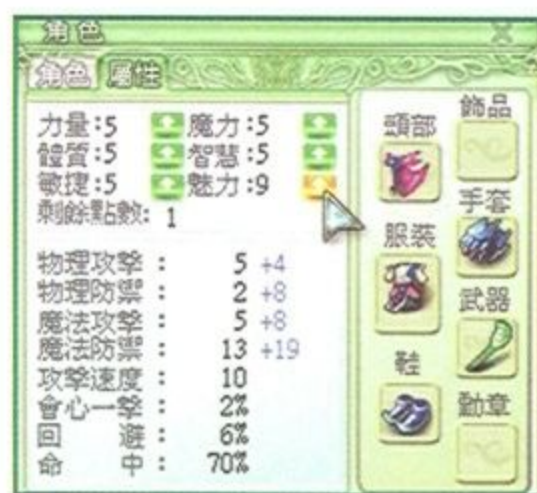 角色
角色 屬性
力量:5 魔力:5
體質:5 智慧:5
敏捷:5 魅力:9
剩餘點數: 1
物理攻擊： 5 +4
物理防禦： 2 +8
魔法攻擊： 5 +8
魔法防禦： 13 +19
攻擊速度： 10
會心一擊： 2%
回　避： 6%
命　中： 70%
頭部 飾品
手套
服裝
武器
鞋
勳章